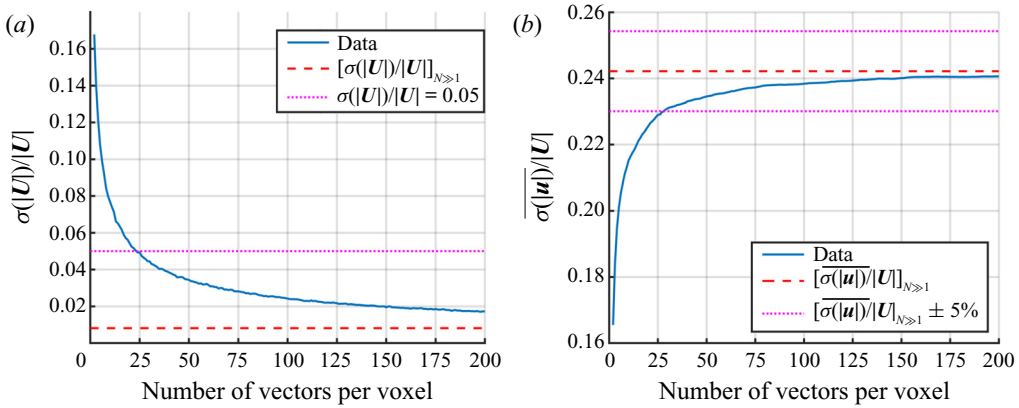 (a)
0.16
0.14
0.12
0.10
0.08
0.06
0.04
0.02
0 25 50 75 100 125 150 175 200
Number of vectors per voxel
σ(|U|)/|U|
Data
[σ(|U|)/|U|]N≫1
σ(|U|)/|U| = 0.05
(b)
0.26
0.24
0.22
0.20
0.18
0.16
0 25 50 75 100 125 150 175 200
Number of vectors per voxel
σ(|u|)/|U|
Data
[σ(|u|)/|U|]N≫1
[σ(|u|)/|U|N≫1 ± 5%